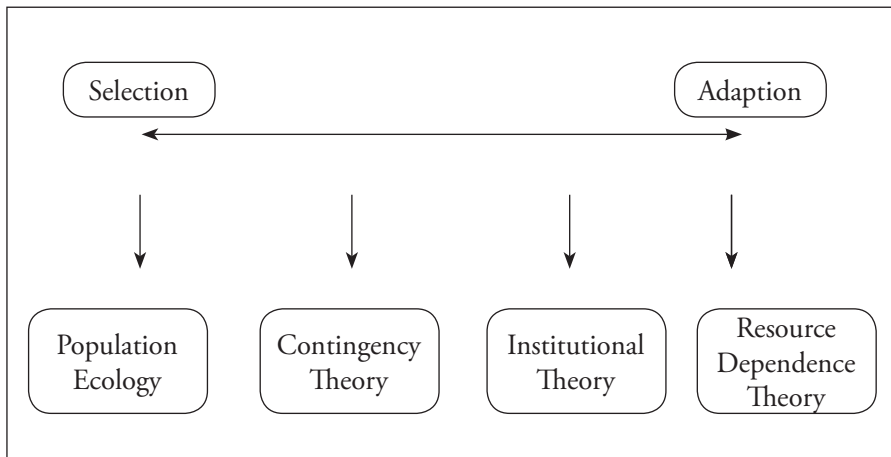 Selection
Adaption
Population
Ecology
Contingency
Theory
Institutional
Theory
Resource
Dependence
Theory